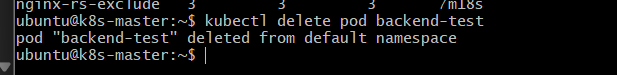 nginx-rs-exclude 3 3 3 7m18s
ubuntu@k8s-master:~$ kubectl delete pod backend-test
pod "backend-test" deleted from default namespace
ubuntu@k8s-master:~$